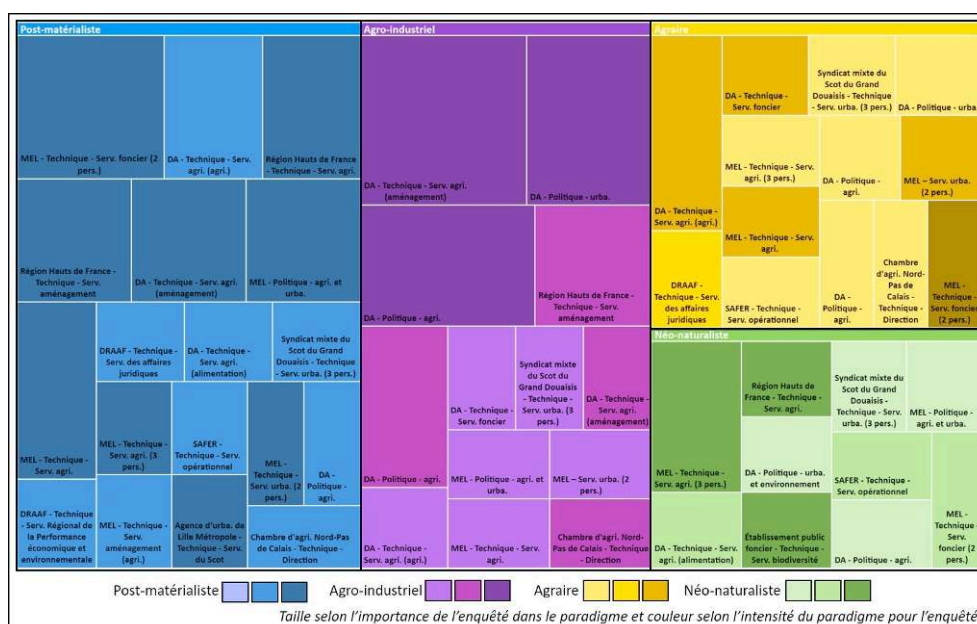 Post-matérialiste
MEL - Technique - Serv. foncier (2
pers.)
DA - Technique - Serv.
agri. (agri.)
Région Hauts de France
- Technique - Serv. agri.
Région Hauts de France -
Technique - Serv.
aménagement
DA - Technique - Serv. agri.
(aménagement)
MEL - Politique - agri. et
urba.
MEL - Technique -
Serv. agri.
DRAAF - Technique -
Serv. des affaires
juridiques
DA - Technique -
Serv. agri.
(alimentation)
Syndicat mixte du
Scot du Grand
Douaisis - Technique
- Serv. urba. (3 pers.)
MEL - Technique -
Serv. agri. (3
pers.)
SAFER -
Technique - Serv.
opérationnel
MEL -
Technique -
Serv. urba. (2
pers.)
DA -
Politique -
agri.
DRAAF - Technique
- Serv. Régional de
la Performance
économique et
environnementale
MEL - Technique -
Serv.
aménagement
(agri.)
Agence d'urba. de
Lille Métropole -
Technique - Serv.
du Scot
Chambre d'agri. Nord-Pas
de Calais - Technique -
Direction
Agro-industriel
DA - Technique - Serv. agri.
(aménagement)
DA - Politique - urba.
DA - Politique - agri.
Région Hauts de France -
Technique - Serv.
aménagement
DA - Politique - agri.
DA - Technique -
Serv. foncier
Syndicat mixte
du Scot du
Grand Douaisis
- Technique -
Serv. urba. (3
pers.)
DA - Technique -
Serv. agri.
(aménagement)
MEL - Politique - agri. et
urba.
MEL – Serv. urba. (2
pers.)
DA - Technique -
Serv. agri. (agri.)
MEL - Technique - Serv.
agri.
Chambre d'agri. Nord-
Pas de Calais - Technique
- Direction
Agraire
DA - Technique -
Serv. agri. (agri.)
DA - Technique -
Serv. foncier
Syndicat mixte du
Scot du Grand
Douaisis - Technique
- Serv. urba. (3 pers.)
DA - Politique - urba.
MEL - Technique -
Serv. agri. (3 pers.)
DA - Politique -
agri.
MEL – Serv. urba.
(2 pers.)
MEL - Technique - Serv.
agri.
DRAAF -
Technique - Serv.
des affaires
juridiques
SAFER - Technique -
Serv. opérationnel
DA -
Politique -
agri.
Chambre
d'agri. Nord-
Pas de
Calais -
Technique -
Direction
MEL -
Technique -
Serv. foncier
(2 pers.)
Néo-naturaliste
MEL - Technique -
Serv. agri. (3 pers.)
Région Hauts de
France - Technique -
Serv. agri.
Syndicat mixte du
Scot du Grand
Douaisis -
Technique - Serv.
urba. (3 pers.)
MEL - Politique -
agri. et urba.
DA - Politique - urba.
et environnement
SAFER - Technique -
Serv. opérationnel
DA - Technique - Serv.
agri. (alimentation)
Établissement public
foncier - Technique -
Serv. biodiversité
DA - Politique - agri.
MEL -
Technique -
Serv.
foncier (2
pers.)
Post-matérialiste Agro-industriel Agraire Néo-naturaliste
Taille selon l'importance de l'enquêté dans le paradigme et couleur selon l'intensité du paradigme pour l'enquêté